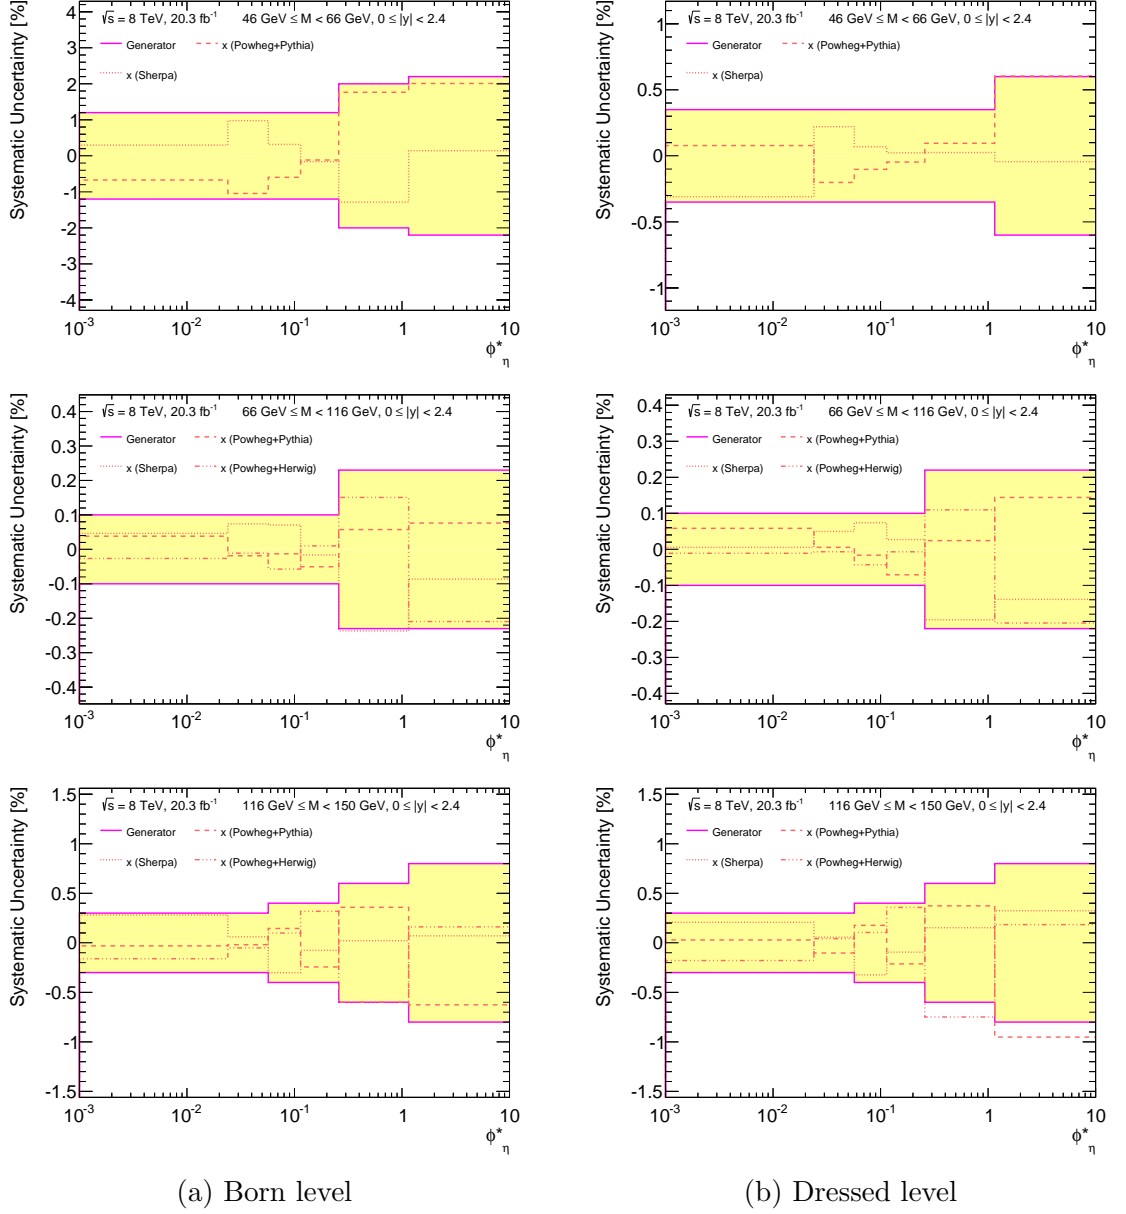 Systematic Uncertainty [%]
√s = 8 TeV, 20.3 fb⁻¹ 46 GeV ≤ M < 66 GeV, 0 ≤ |y| < 2.4
Generator x (Powheg+Pythia)
x (Sherpa)
4
3
2
1
0
-1
-2
-3
-4
10⁻³ 10⁻² 10⁻¹ 1 10
ϕ*η
Systematic Uncertainty [%]
√s = 8 TeV, 20.3 fb⁻¹ 46 GeV ≤ M < 66 GeV, 0 ≤ |y| < 2.4
Generator x (Powheg+Pythia)
x (Sherpa)
1
0.5
0
-0.5
-1
10⁻³ 10⁻² 10⁻¹ 1 10
ϕ*η
Systematic Uncertainty [%]
√s = 8 TeV, 20.3 fb⁻¹ 66 GeV ≤ M < 116 GeV, 0 ≤ |y| < 2.4
Generator x (Powheg+Pythia)
x (Sherpa) x (Powheg+Herwig)
0.4
0.3
0.2
0.1
0
-0.1
-0.2
-0.3
-0.4
10⁻³ 10⁻² 10⁻¹ 1 10
ϕ*η
Systematic Uncertainty [%]
√s = 8 TeV, 20.3 fb⁻¹ 66 GeV ≤ M < 116 GeV, 0 ≤ |y| < 2.4
Generator x (Powheg+Pythia)
x (Sherpa) x (Powheg+Herwig)
0.4
0.3
0.2
0.1
0
-0.1
-0.2
-0.3
-0.4
10⁻³ 10⁻² 10⁻¹ 1 10
ϕ*η
Systematic Uncertainty [%]
√s = 8 TeV, 20.3 fb⁻¹ 116 GeV ≤ M < 150 GeV, 0 ≤ |y| < 2.4
Generator x (Powheg+Pythia)
x (Sherpa) x (Powheg+Herwig)
1.5
1
0.5
0
-0.5
-1
-1.5
10⁻³ 10⁻² 10⁻¹ 1 10
ϕ*η
Systematic Uncertainty [%]
√s = 8 TeV, 20.3 fb⁻¹ 116 GeV ≤ M < 150 GeV, 0 ≤ |y| < 2.4
Generator x (Powheg+Pythia)
x (Sherpa) x (Powheg+Herwig)
1.5
1
0.5
0
-0.5
-1
-1.5
10⁻³ 10⁻² 10⁻¹ 1 10
ϕ*η
(a) Born level
(b) Dressed level